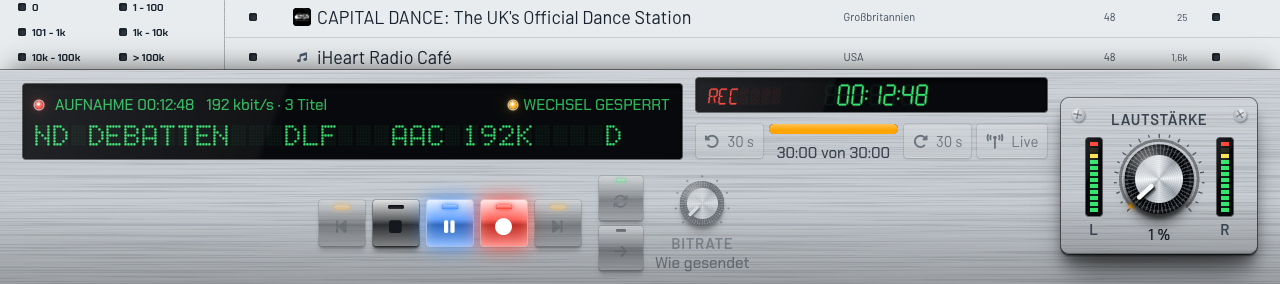 0
1 - 100
101 - 1k
1k - 10k
10k - 100k
> 100k
CAPITAL DANCE: The UK's Official Dance Station
Großbritannien
48
25
iHeart Radio Café
USA
48
1,6k
AUFNAHME 00:12:48 192 kbit/s · 3 Titel
WECHSEL GESPERRT
ND DEBATTEN DLF AAC 192K D
REC
00:12:48
30 s
30:00 von 30:00
30 s
Live
BITRATE
Wie gesendet
LAUTSTÄRKE
L
R
1 %